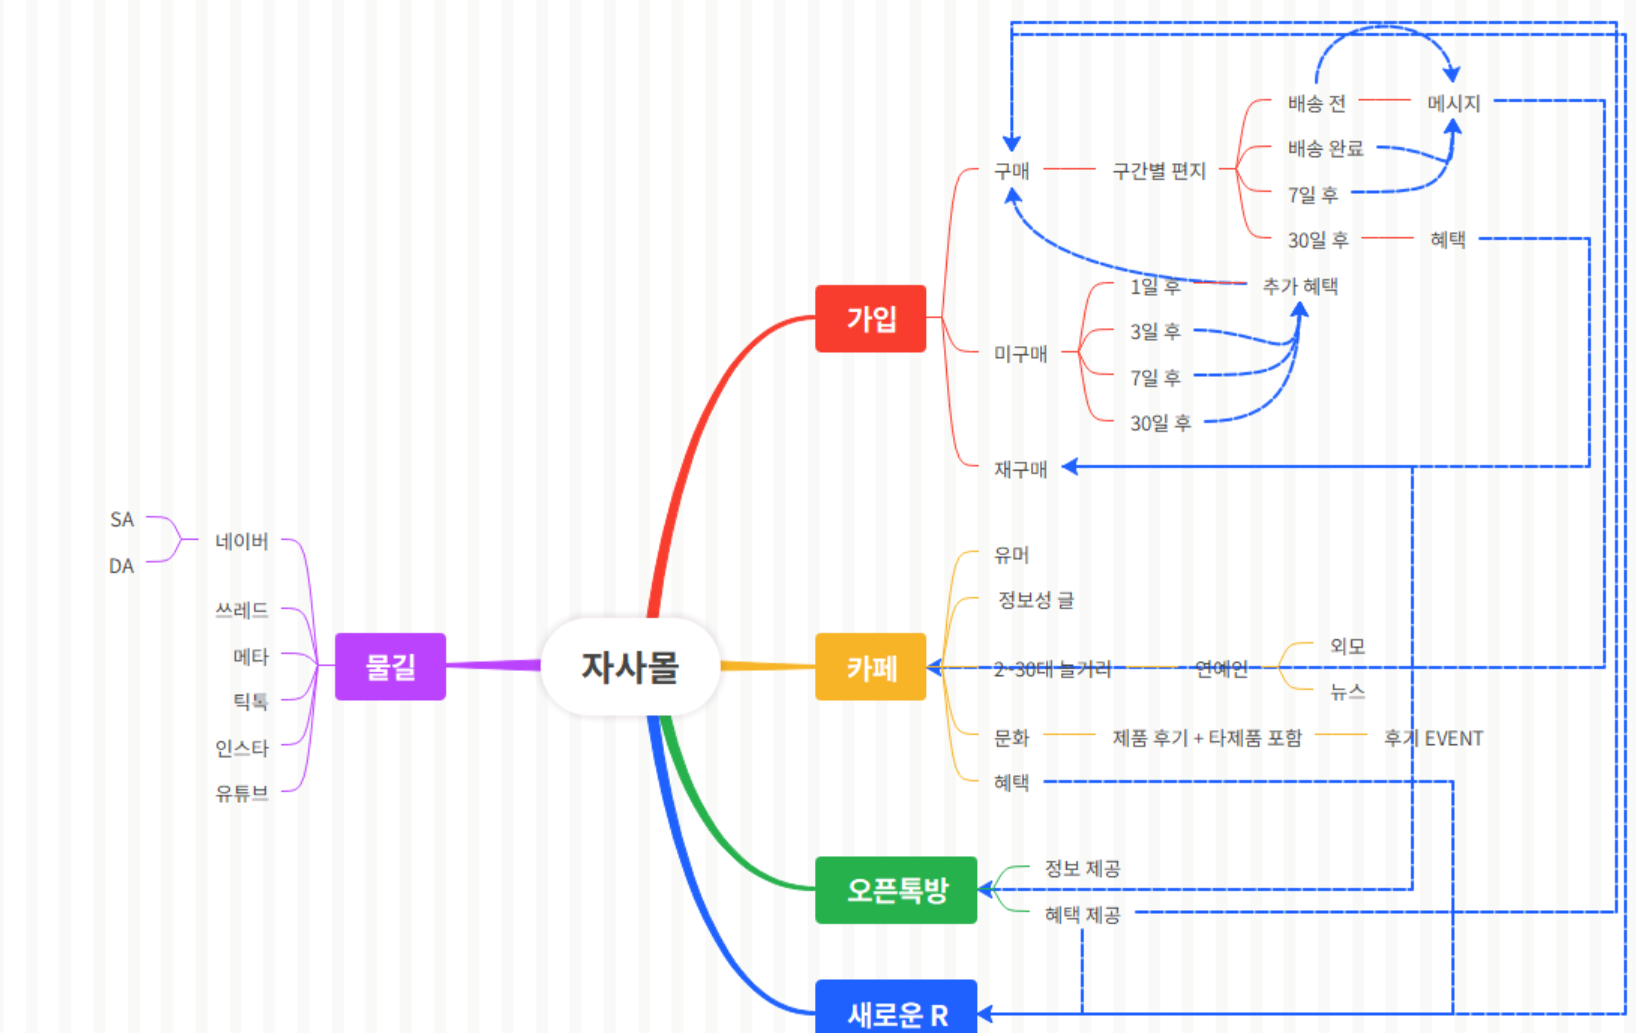 자사몰
가입
구매
구간별 편지
배송 전
메시지
배송 완료
7일 후
30일 후
혜택
미구매
1일 후
추가 혜택
3일 후
7일 후
30일 후
재구매
카페
유머
정보성 글
2~30대 놀거리
연예인
외모
뉴스
문화
제품 후기 + 타제품 포함
후기 EVENT
혜택
오픈톡방
정보 제공
혜택 제공
새로운 R
물길
네이버
SA
DA
쓰레드
메타
틱톡
인스타
유튜브